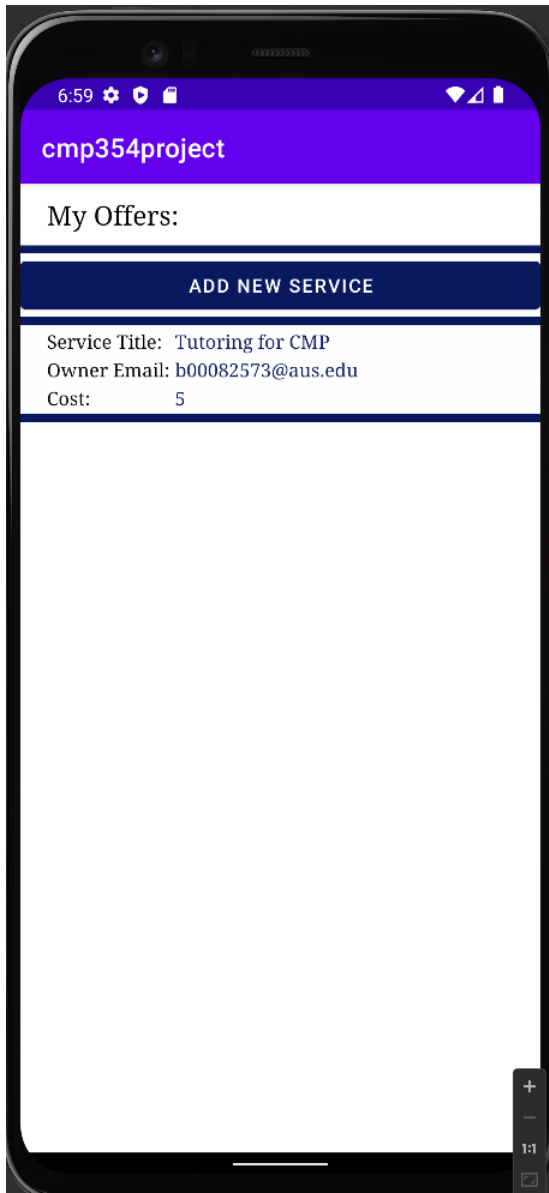 6:59
cmp354project
My Offers:
ADD NEW SERVICE
Service Title: Tutoring for CMP
Owner Email: b00082573@aus.edu
Cost: 5
1:1